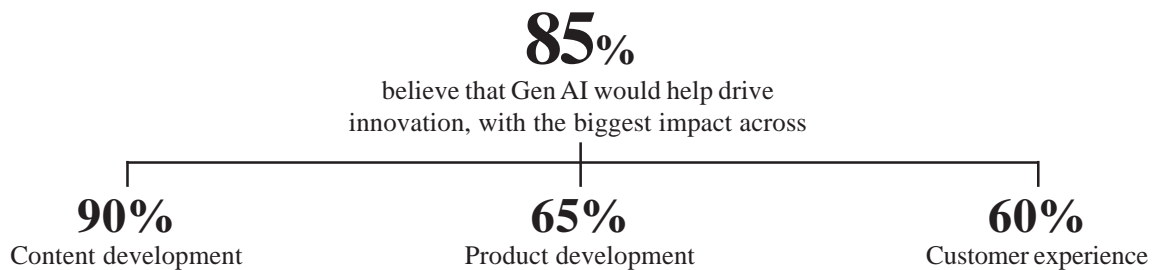 85%
believe that Gen AI would help drive
innovation, with the biggest impact across
90%
Content development
65%
Product development
60%
Customer experience